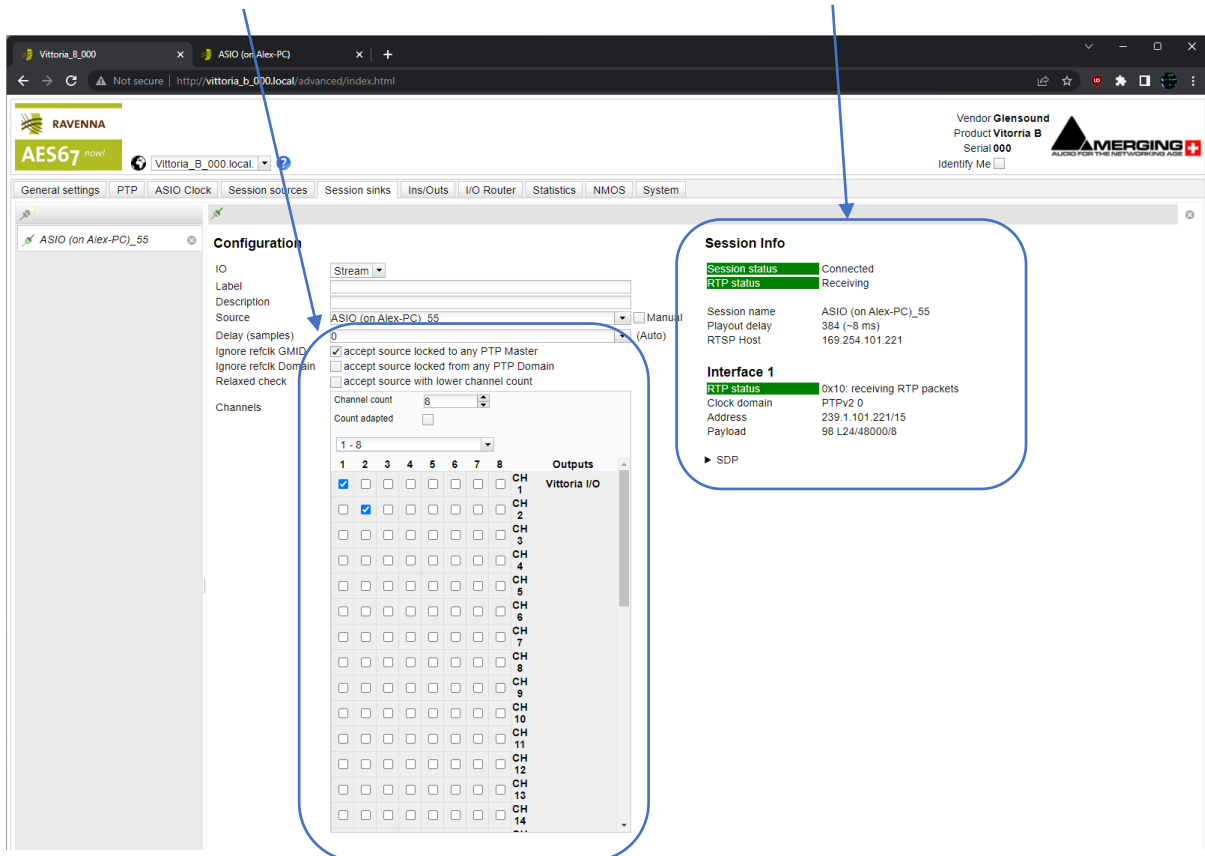 Vittoria_B_000
ASIO (on Alex-PC)
Not secure | http://vittoria_b_000.local/advanced/index.html
RAVENNA
AES67 now!
Vittoria_B_000.local.
Vendor Glensound
Product Vitorria B
Serial 000
Identify Me
MERGING
AUDIO FOR THE NETWORKING AGE
General settings PTP ASIO Clock Session sources Session sinks Ins/Outs I/O Router Statistics NMOS System
ASIO (on Alex-PC)_55
Configuration
IO Stream
Label
Description
Source ASIO (on Alex-PC)_55 Manual
Delay (samples) 0 (Auto)
Ignore refclk GMID accept source locked to any PTP Master
Ignore refclk Domain accept source locked from any PTP Domain
Relaxed check accept source with lower channel count
Channels
Channel count 8
Count adapted
1 - 8
1 2 3 4 5 6 7 8 Outputs
CH 1 Vittoria I/O
CH 2
CH 3
CH 4
CH 5
CH 6
CH 7
CH 8
CH 9
CH 10
CH 11
CH 12
CH 13
CH 14
Session Info
Session status Connected
RTP status Receiving
Session name ASIO (on Alex-PC)_55
Playout delay 384 (~8 ms)
RTSP Host 169.254.101.221
Interface 1
RTP status 0x10: receiving RTP packets
Clock domain PTPv2 0
Address 239.1.101.221/15
Payload 98 L24/48000/8
SDP